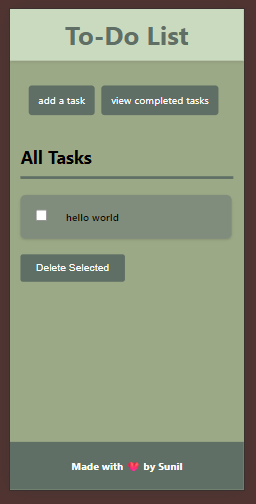 To-Do List
add a task view completed tasks
All Tasks
hello world
Delete Selected
Made with 💘 by Sunil